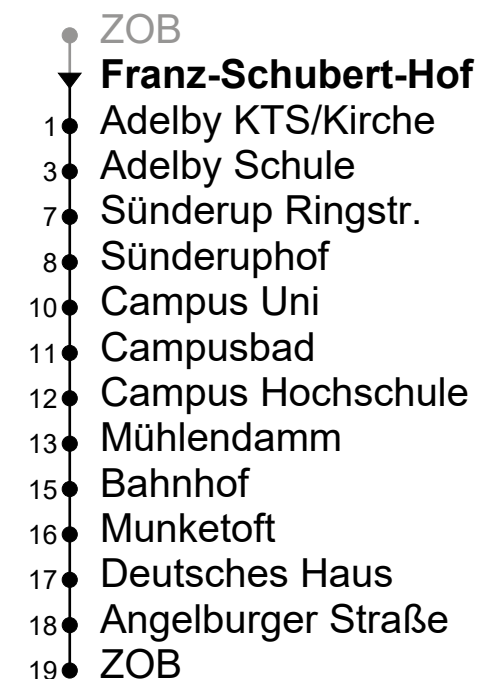 ZOB
Franz-Schubert-Hof
1 Adelby KTS/Kirche
3 Adelby Schule
7 Sünderup Ringstr.
8 Sünderuphof
10 Campus Uni
11 Campusbad
12 Campus Hochschule
13 Mühlendamm
15 Bahnhof
16 Munketoft
17 Deutsches Haus
18 Angelburger Straße
19 ZOB